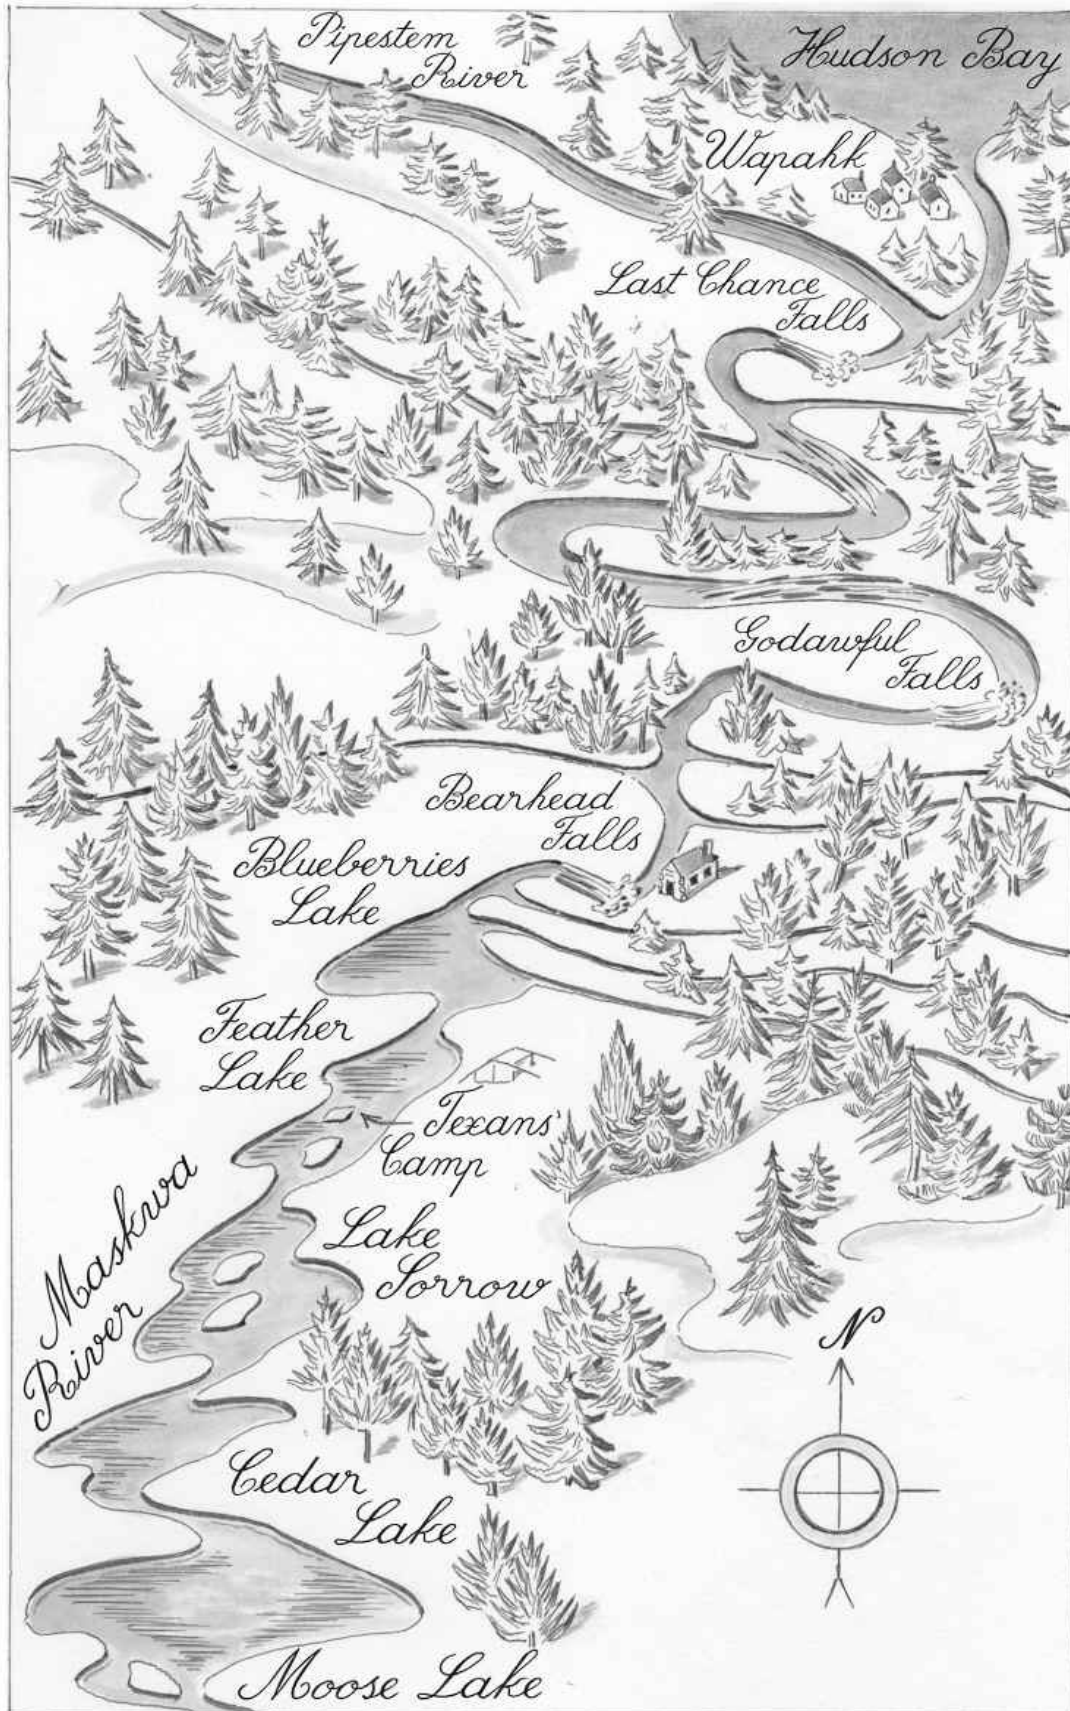 Pipestem
River
Hudson Bay
Wapahk
Last Chance
Falls
Godawful
Falls
Bearhead
Falls
Blueberries
Lake
Feather
Lake
Texans'
Camp
Maskwa
River
Lake
Sorrow
N
Cedar
Lake
Moose Lake